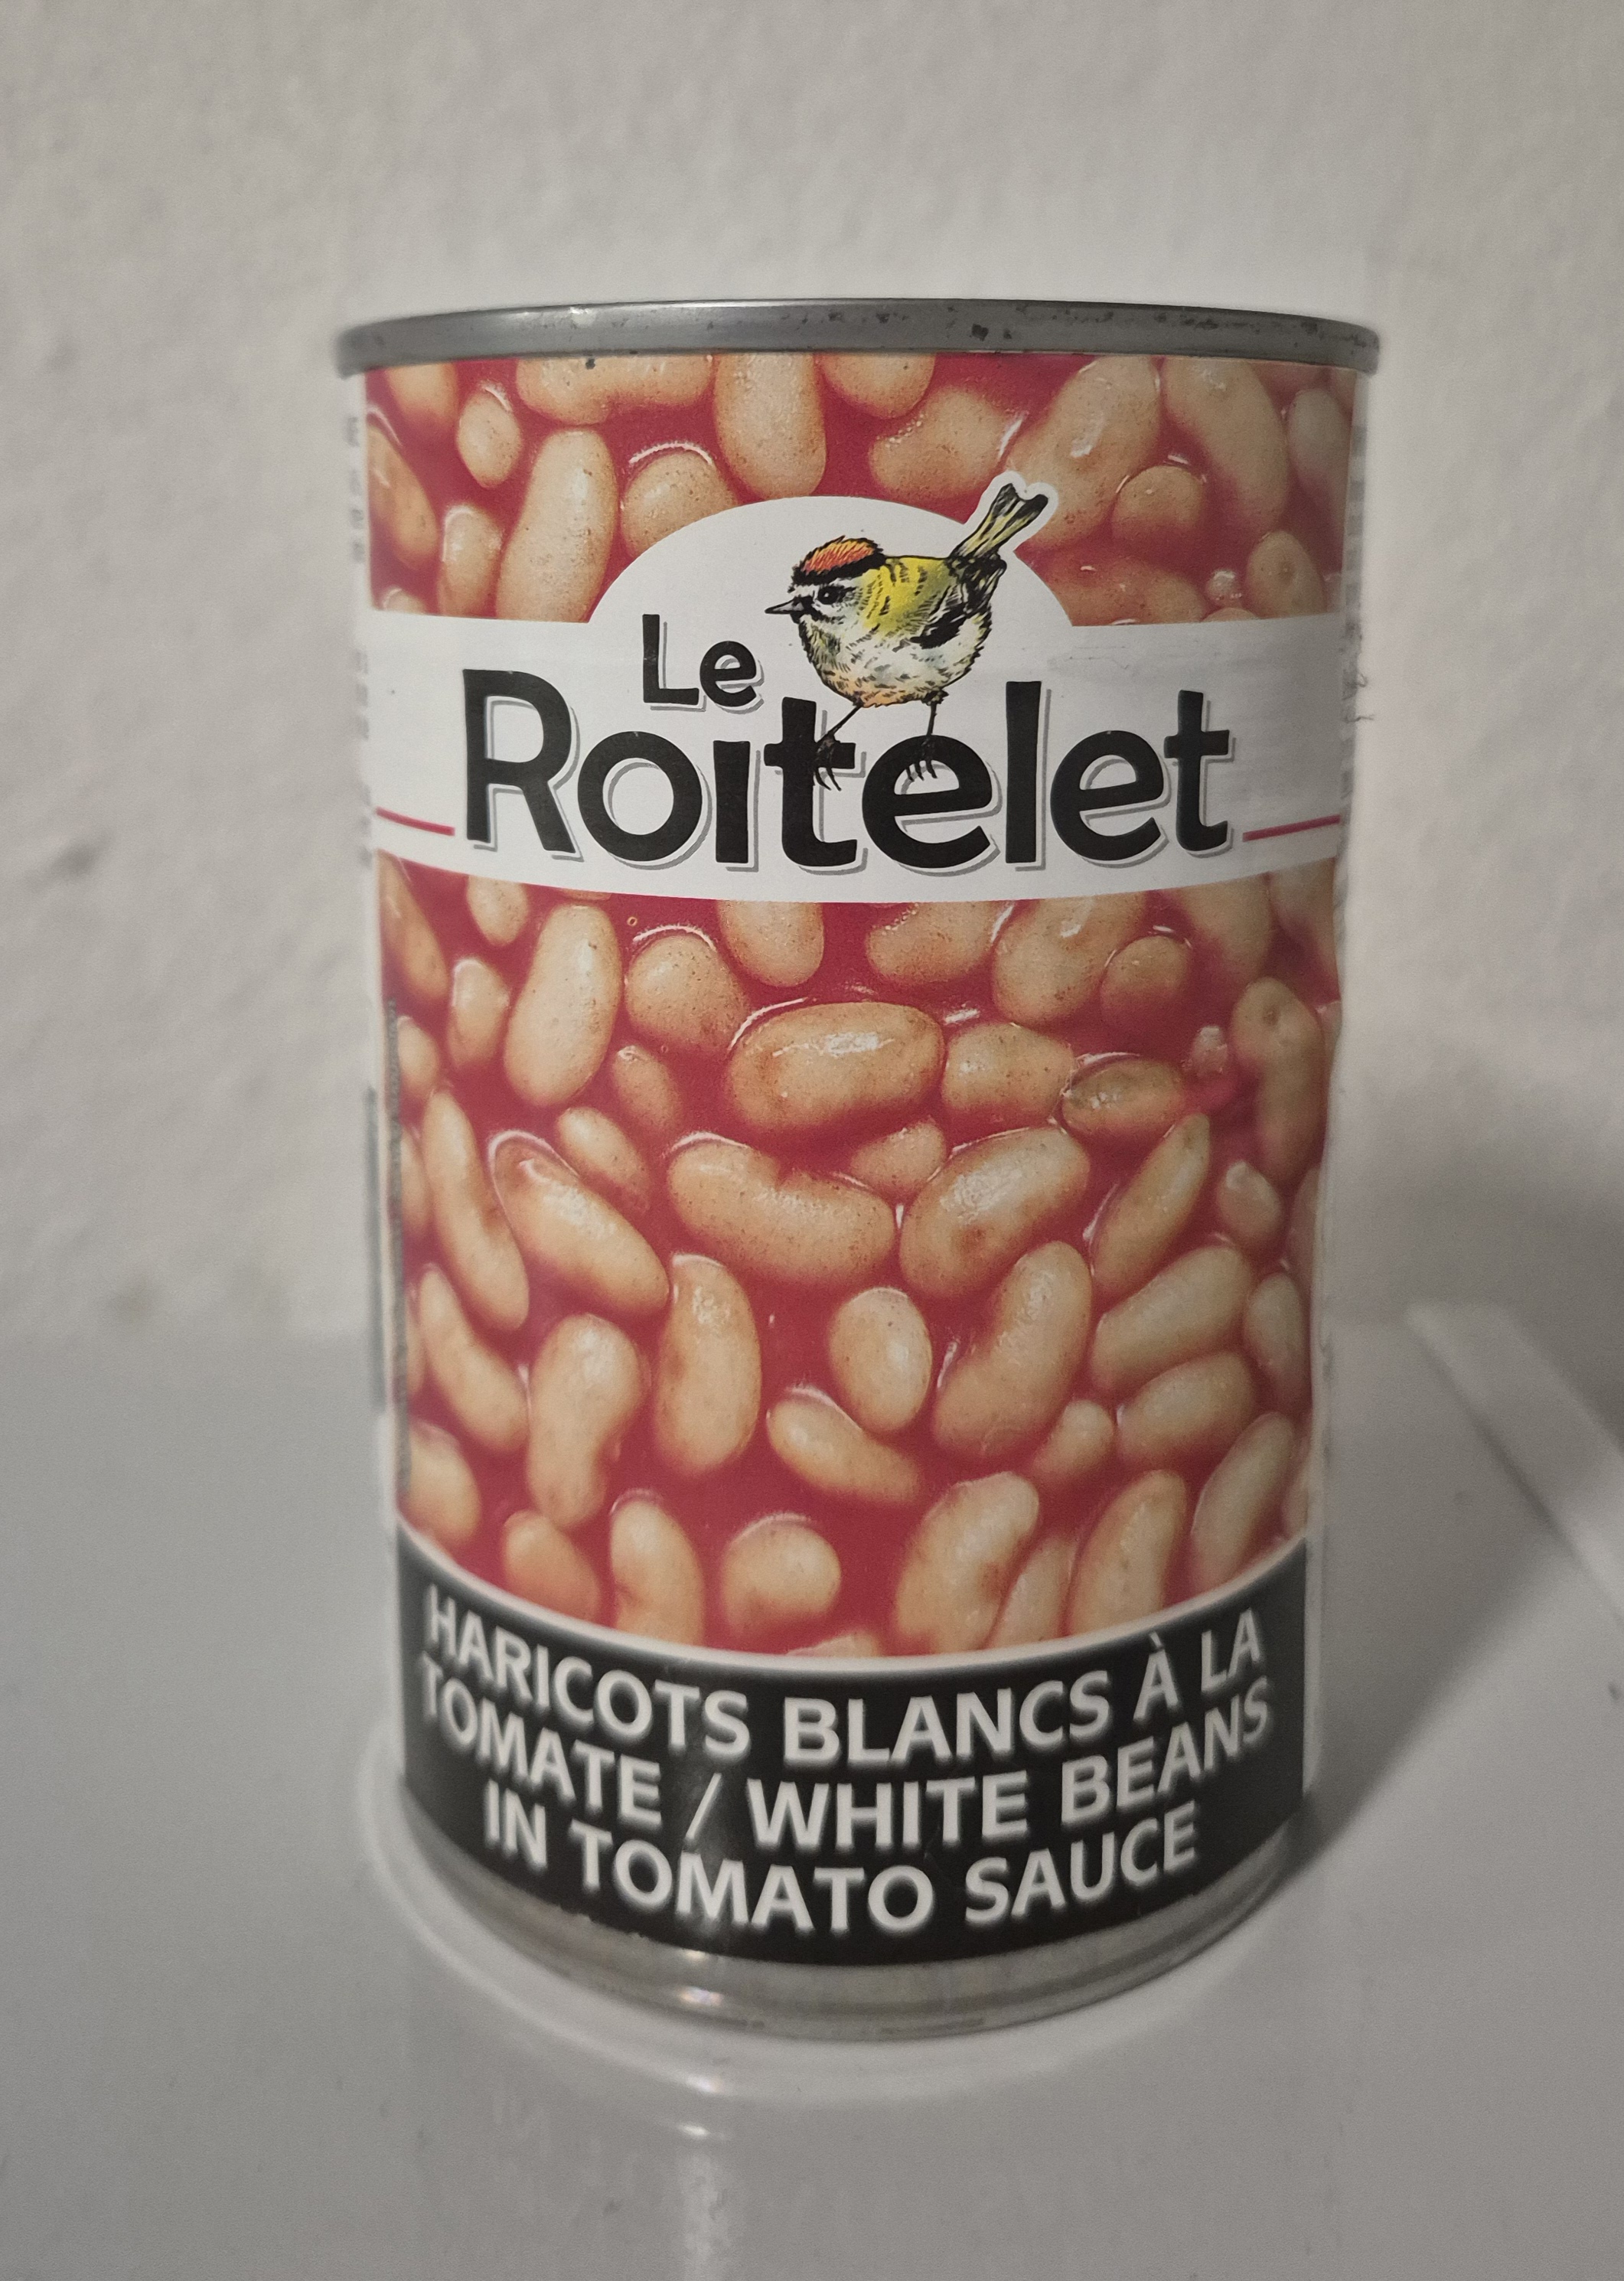 Le
Roitelet
HARICOTS BLANCS À LA
TOMATE / WHITE BEANS
IN TOMATO SAUCE